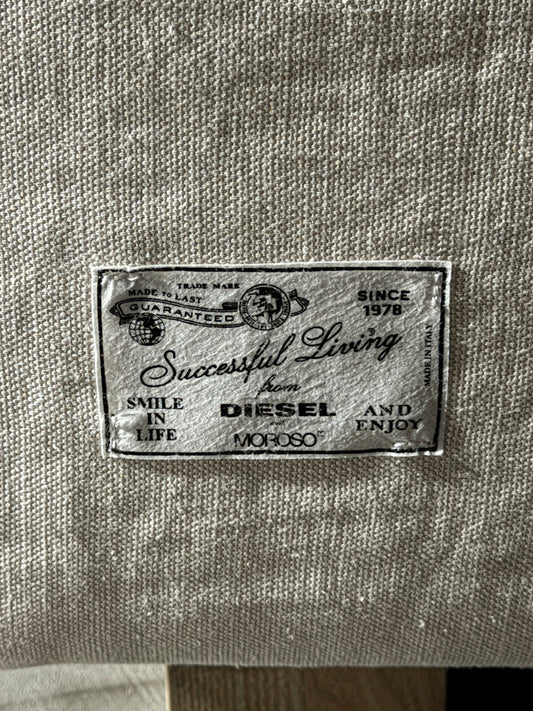 TRADE MARK
MADE TO LAST
GUARANTEED
SINCE
1978
Successful Living
from
DIESEL
and
MOROSO
SMILE
IN
LIFE
AND
ENJOY
MADE IN ITALY